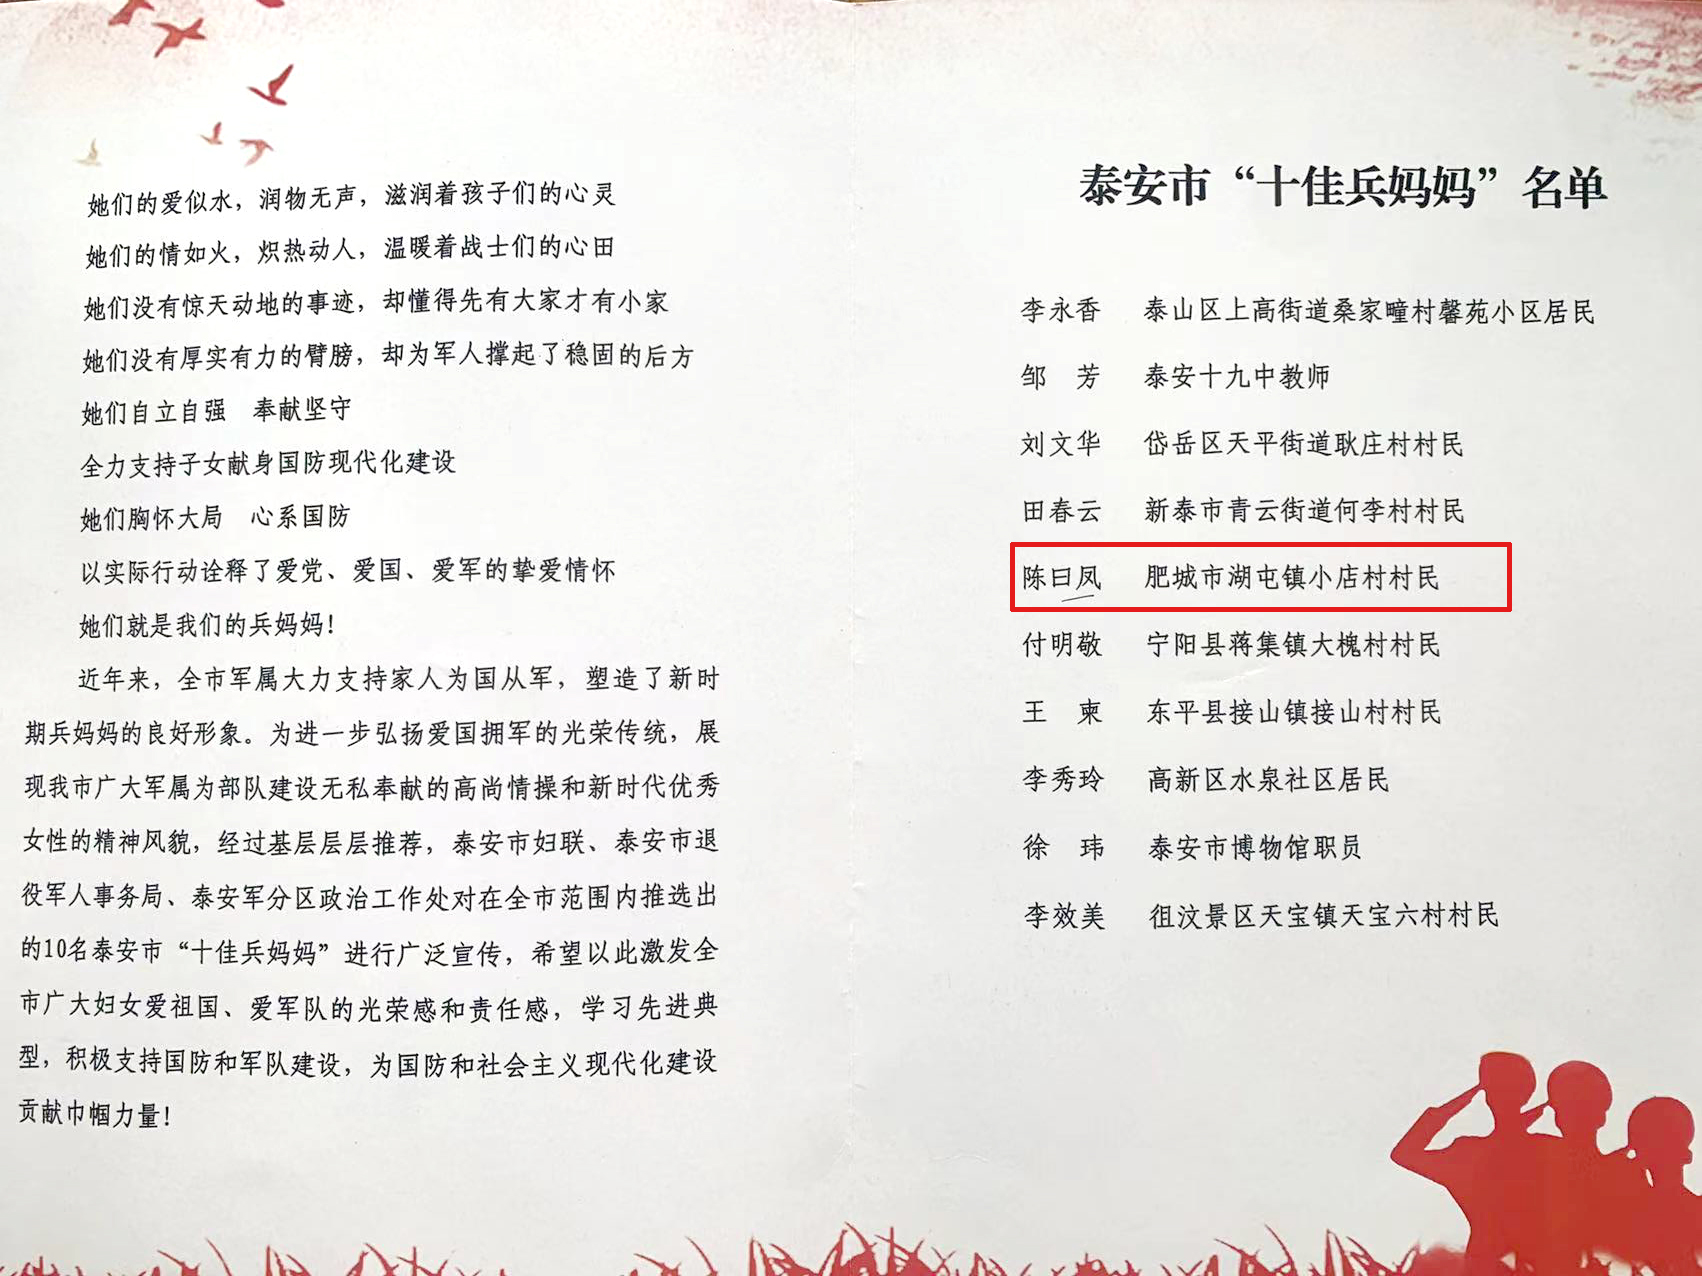 她们的爱似水，润物无声，滋润着孩子们的心灵
她们的情如火，炽热动人，温暖着战士们的心田
她们没有惊天动地的事迹，却懂得先有大家才有小家
她们没有厚实有力的臂膀，却为军人撑起了稳固的后方
她们自立自强　奉献坚守
全力支持子女献身国防现代化建设
她们胸怀大局　心系国防
以实际行动诠释了爱党、爱国、爱军的挚爱情怀
她们就是我们的兵妈妈！
近年来，全市军属大力支持家人为国从军，塑造了新时
期兵妈妈的良好形象。为进一步弘扬爱国拥军的光荣传统，展
现我市广大军属为部队建设无私奉献的高尚情操和新时代优秀
女性的精神风貌，经过基层层层推荐，泰安市妇联、泰安市退
役军人事务局、泰安军分区政治工作处对在全市范围内推选出
的10名泰安市“十佳兵妈妈”进行广泛宣传，希望以此激发全
市广大妇女爱祖国、爱军队的光荣感和责任感，学习先进典
型，积极支持国防和军队建设，为国防和社会主义现代化建设
贡献巾帼力量！
泰安市“十佳兵妈妈”名单
李永香　泰山区上高街道桑家疃村馨苑小区居民
邹　芳　泰安十九中教师
刘文华　岱岳区天平街道耿庄村村民
田春云　新泰市青云街道何李村村民
陈曰凤　肥城市湖屯镇小店村村民
付明敬　宁阳县蒋集镇大槐村村民
王　柬　东平县接山镇接山村村民
李秀玲　高新区水泉社区居民
徐　玮　泰安市博物馆职员
李效美　徂汶景区天宝镇天宝六村村民